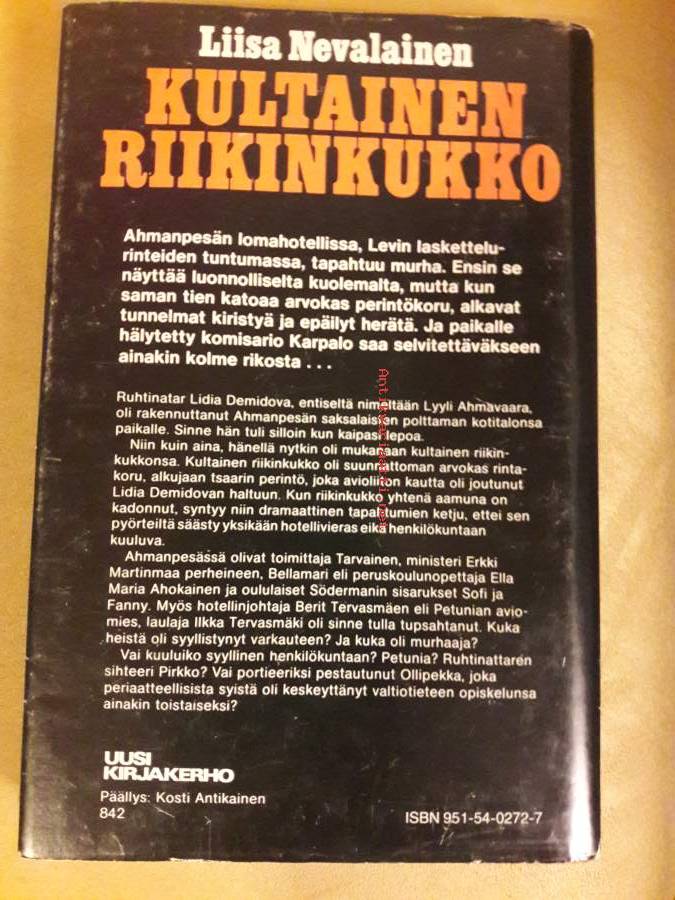 Liisa Nevalainen
KULTAINEN
RIIKINKUKKO
Ahmanpesän lomahotellissa, Levin laskettelu-
rinteiden tuntumassa, tapahtuu murha. Ensin se
näyttää luonnolliselta kuolemalta, mutta kun
saman tien katoaa arvokas perintökoru, alkavat
tunnelmat kiristyä ja epäilyt herätä. Ja paikalle
hälytetty komisario Karpalo saa selvitettäväkseen
ainakin kolme rikosta . . .
Ruhtinatar Lidia Demidova, entiseltä nimeltään Lyyli Ahmavaara,
oli rakennuttanut Ahmanpesän saksalaisten polttaman kotitalonsa
paikalle. Sinne hän tuli silloin kun kaipasi lepoa.
Niin kuin aina, hänellä nytkin oli mukanaan kultainen riikin-
kukkonsa. Kultainen riikinkukko oli suunnattoman arvokas rinta-
koru, alkujaan tsaarin perintö, joka avioliiton kautta oli joutunut
Lidia Demidovan haltuun. Kun riikinkukko yhtenä aamuna on
kadonnut, syntyy niin dramaattinen tapahtumien ketju, ettei sen
pyörteiltä säästy yksikään hotellivieras eikä henkilökuntaan
kuuluva.
Ahmanpesässä olivat toimittaja Tarvainen, ministeri Erkki
Martinmaa perheineen, Bellamari eli peruskoulunopettaja Ella
Maria Ahokainen ja oululaiset Södermanin sisarukset Sofi ja
Fanny. Myös hotellinjohtaja Berit Tervasmäen eli Petunian avio-
mies, laulaja Ilkka Tervasmäki oli sinne tulla tupsahtanut. Kuka
heistä oli syyllistynyt varkauteen? Ja kuka oli murhaaja?
Vai kuuluiko syyllinen henkilökuntaan? Petunia? Ruhtinattaren
sihteeri Pirkko? Vai portieeriksi pestautunut Ollipekka, joka
periaatteellisista syistä oli keskeyttänyt valtiotieteen opiskelunsa
ainakin toistaiseksi?
UUSI
KIRJAKERHO
Päällys: Kosti Antikainen
842
ISBN 951-54-0272-7